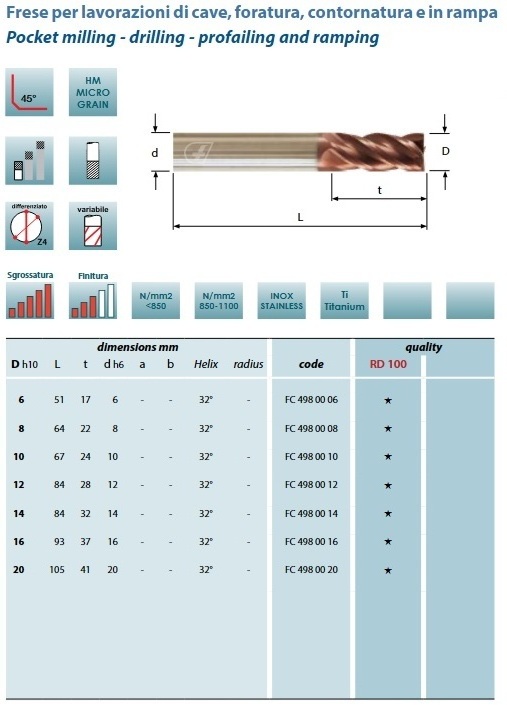 Frese per lavorazioni di cave, foratura, contornatura e in rampa
Pocket milling - drilling - profailing and ramping
45°
HM
MICRO
GRAIN
d
D
t
L
differenziato
Z4
variabile
Sgrossatura
Finitura
N/mm2
<850
N/mm2
850-1100
INOX
STAINLESS
Ti
Titanium
dimensions mm quality
D h10 L t d h6 a b Helix radius code RD 100
6 51 17 6 - - 32° - FC 498 00 06 ★
8 64 22 8 - - 32° - FC 498 00 08 ★
10 67 24 10 - - 32° - FC 498 00 10 ★
12 84 28 12 - - 32° - FC 498 00 12 ★
14 84 32 14 - - 32° - FC 498 00 14 ★
16 93 37 16 - - 32° - FC 498 00 16 ★
20 105 41 20 - - 32° - FC 498 00 20 ★